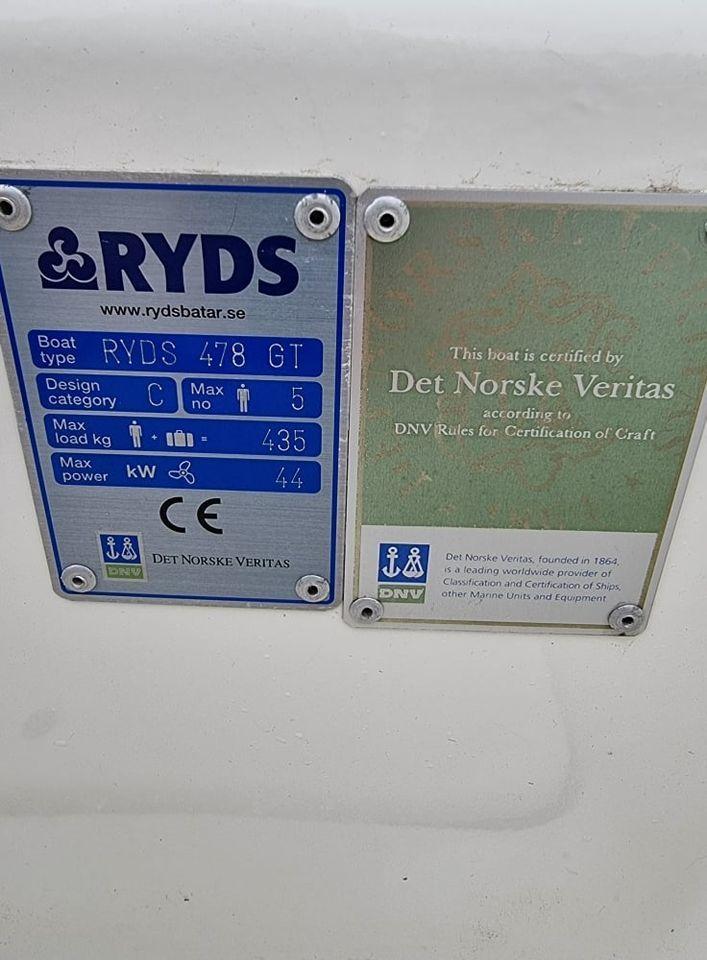 RYDS
www.rydsbatar.se
Boat type RYDS 478 GT
Design category C Max no 5
Max load kg + = 435
Max power kW 44
CE
DNV DET NORSKE VERITAS
This boat is certified by
Det Norske Veritas
according to
DNV Rules for Certification of Craft
DNV
Det Norske Veritas, founded in 1864,
is a leading worldwide provider of
Classification and Certification of Ships,
other Marine Units and Equipment